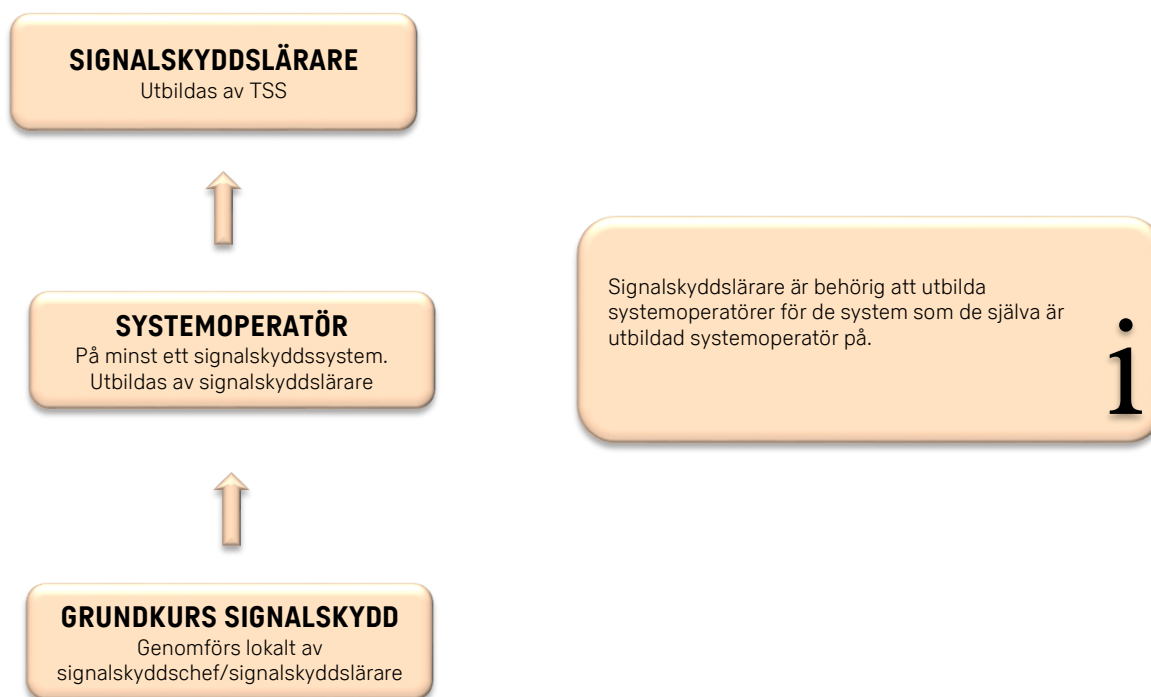 SIGNALSKYDDSLÄRARE
Utbildas av TSS
SYSTEMOPERATÖR
På minst ett signalskyddssystem.
Utbildas av signalskyddslärare
GRUNDKURS SIGNALSKYDD
Genomförs lokalt av
signalskyddschef/signalskyddslärare
Signalskyddslärare är behörig att utbilda
systemoperatörer för de system som de själva är
utbildad systemoperatör på.
i